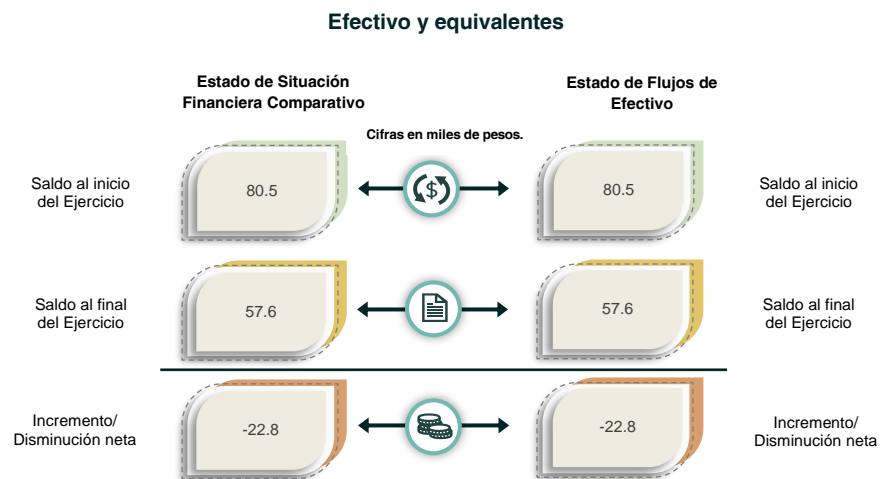 Efectivo y equivalentes
Estado de Situación
Financiera Comparativo
Estado de Flujos de
Efectivo
Cifras en miles de pesos.
Saldo al inicio
del Ejercicio
80.5
$
80.5
Saldo al inicio
del Ejercicio
Saldo al final
del Ejercicio
57.6
57.6
Saldo al final
del Ejercicio
Incremento/
Disminución neta
-22.8
-22.8
Incremento/
Disminución neta